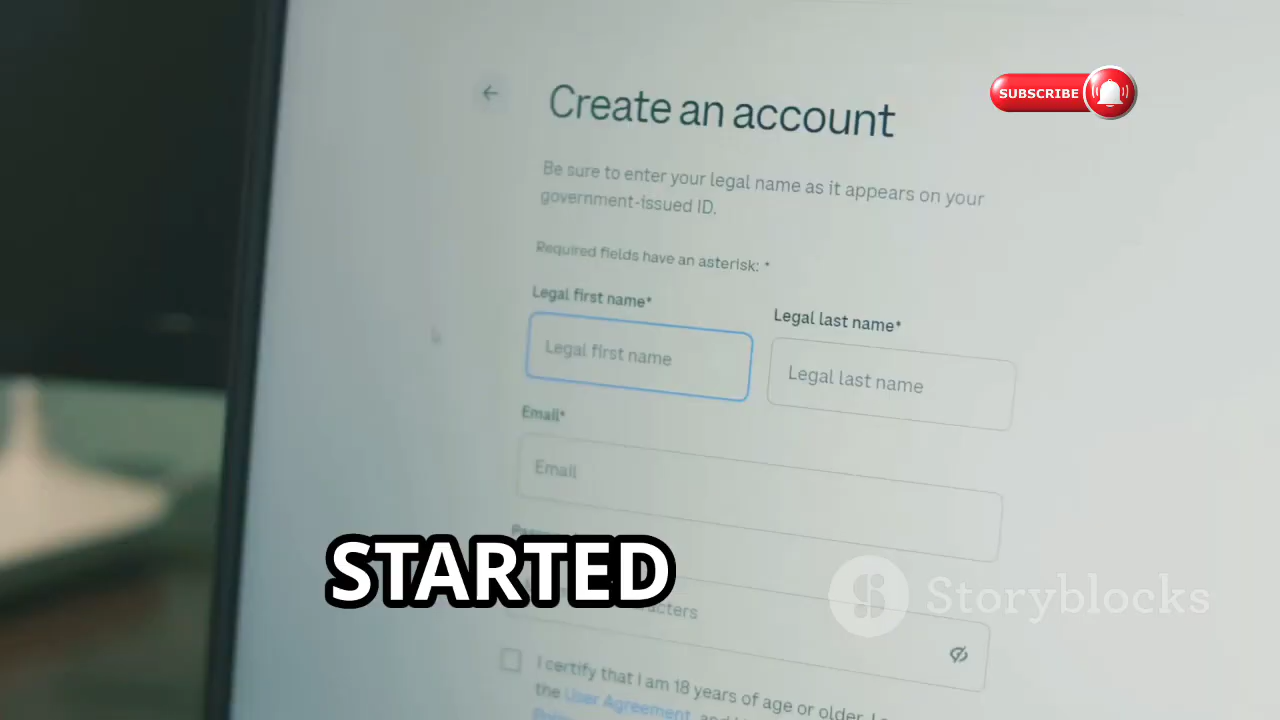 SUBSCRIBE
Create an account
Be sure to enter your legal name as it appears on your
government-issued ID.
Required fields have an asterisk: *
Legal first name*
Legal last name*
Legal first name
Legal last name
Email*
Email
STARTED
Storyblocks
I certify that I am 18 years of age or older, I
the User Agreement, and